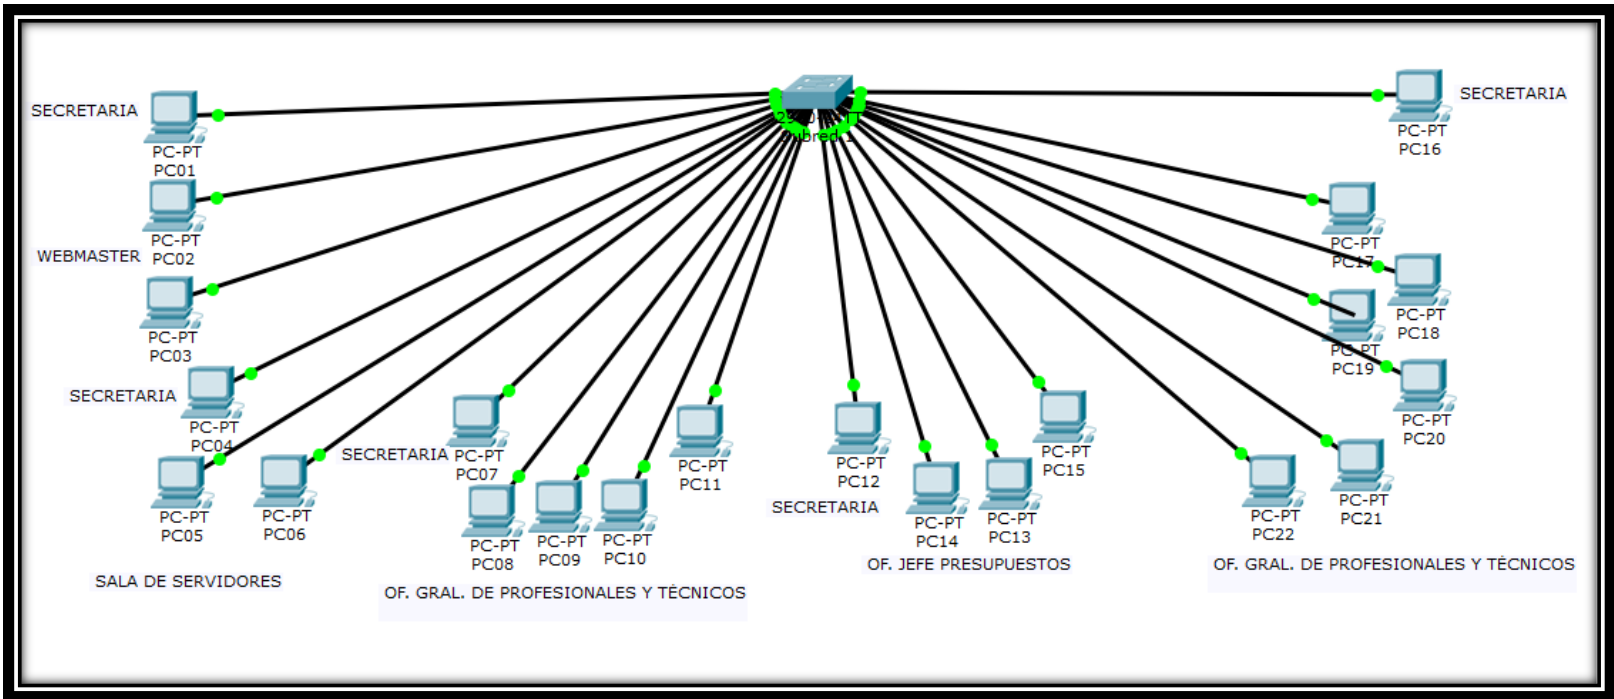 SECRETARIA
PC-PT
PC01
PC-PT
PC02
WEBMASTER
PC-PT
PC03
SECRETARIA
PC-PT
PC04
PC-PT
PC05
PC-PT
PC06
SALA DE SERVIDORES
SECRETARIA
PC-PT
PC07
PC-PT
PC08
PC-PT
PC09
PC-PT
PC10
PC-PT
PC11
OF. GRAL. DE PROFESIONALES Y TÉCNICOS
PC-PT
PC12
SECRETARIA
PC-PT
PC14
PC-PT
PC13
PC-PT
PC15
OF. JEFE PRESUPUESTOS
SECRETARIA
PC-PT
PC16
PC-PT
PC17
PC-PT
PC18
PC-PT
PC19
PC-PT
PC20
PC-PT
PC21
PC-PT
PC22
OF. GRAL. DE PROFESIONALES Y TÉCNICOS